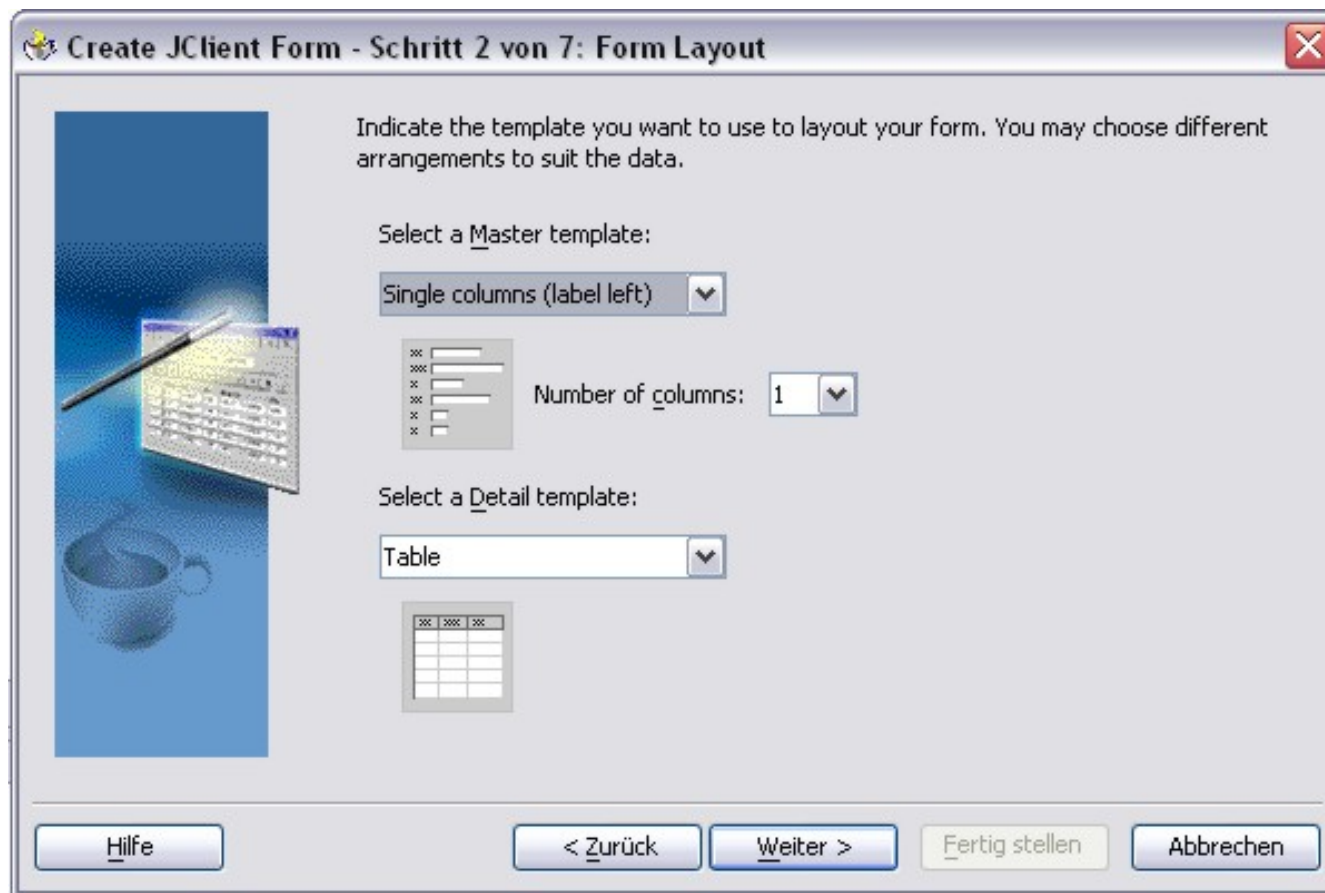 Create JClient Form - Schritt 2 von 7: Form Layout
Indicate the template you want to use to layout your form. You may choose different
arrangements to suit the data.
Select a Master template:
Single columns (label left)
Number of columns: 1
Select a Detail template:
Table
Hilfe < Zurück Weiter > Fertig stellen Abbrechen